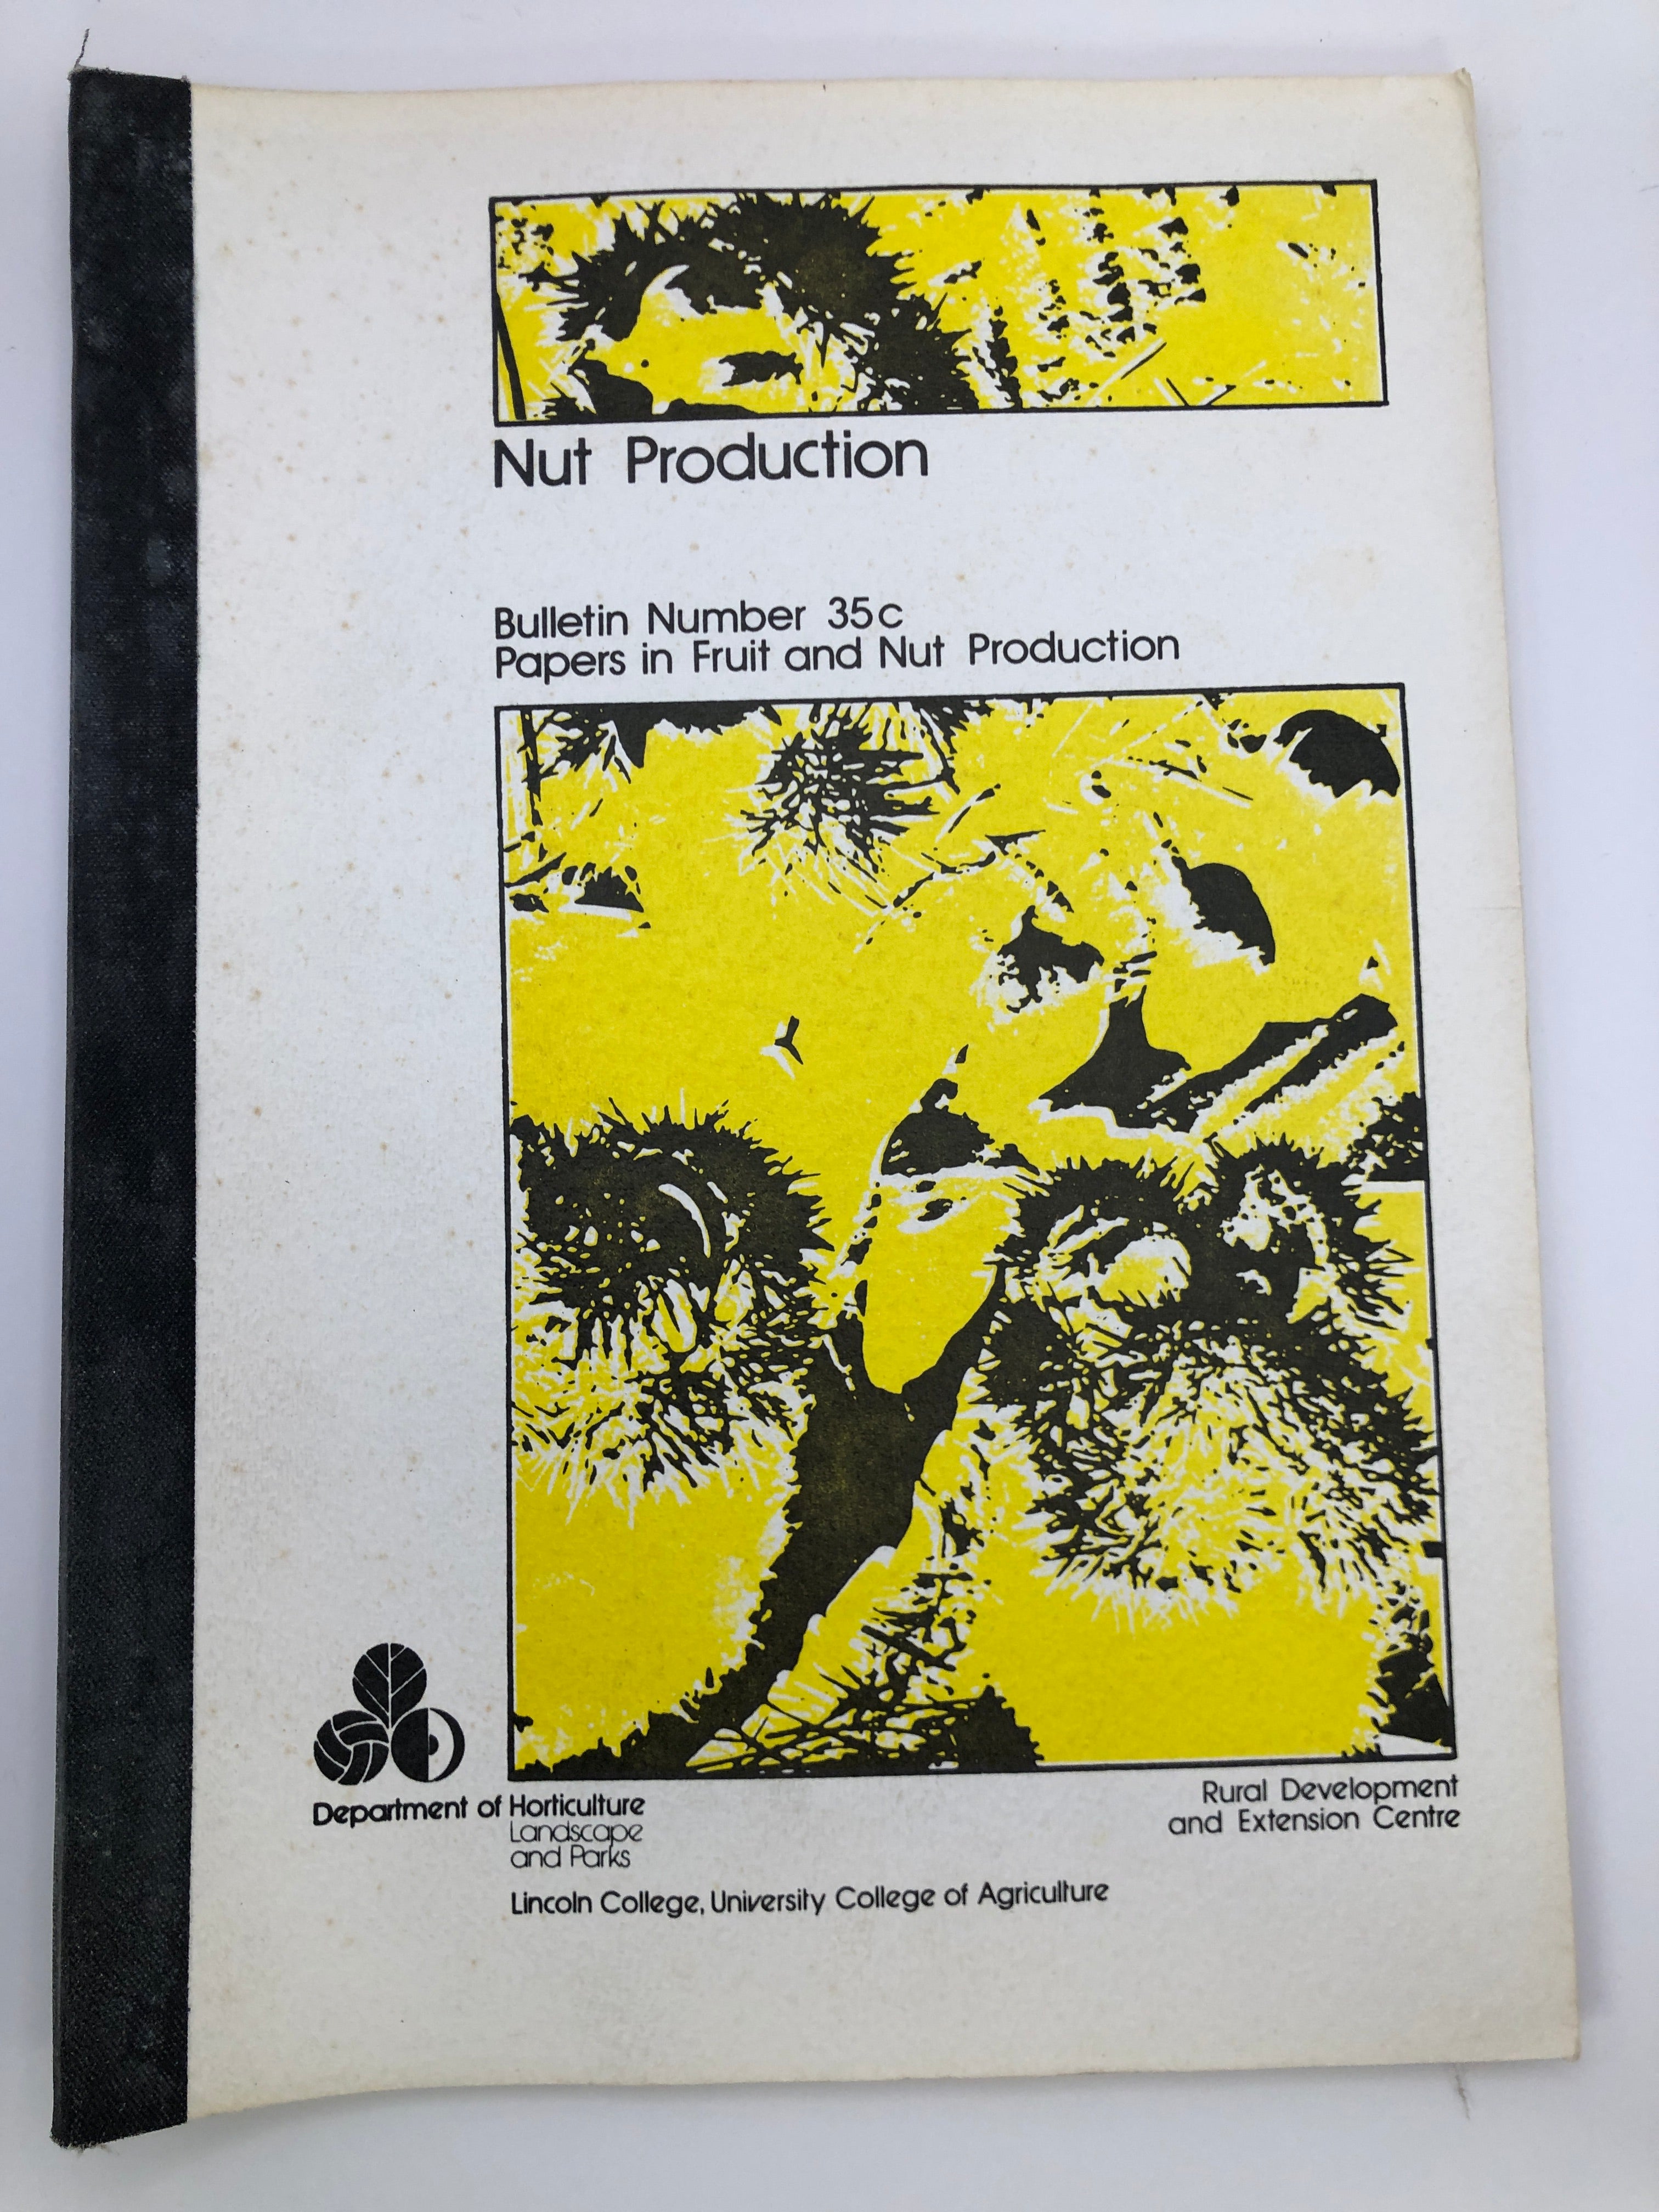 Nut Production
Bulletin Number 35c
Papers in Fruit and Nut Production
Department of Horticulture
Landscape
and Parks
Rural Development
and Extension Centre
Lincoln College, University College of Agriculture